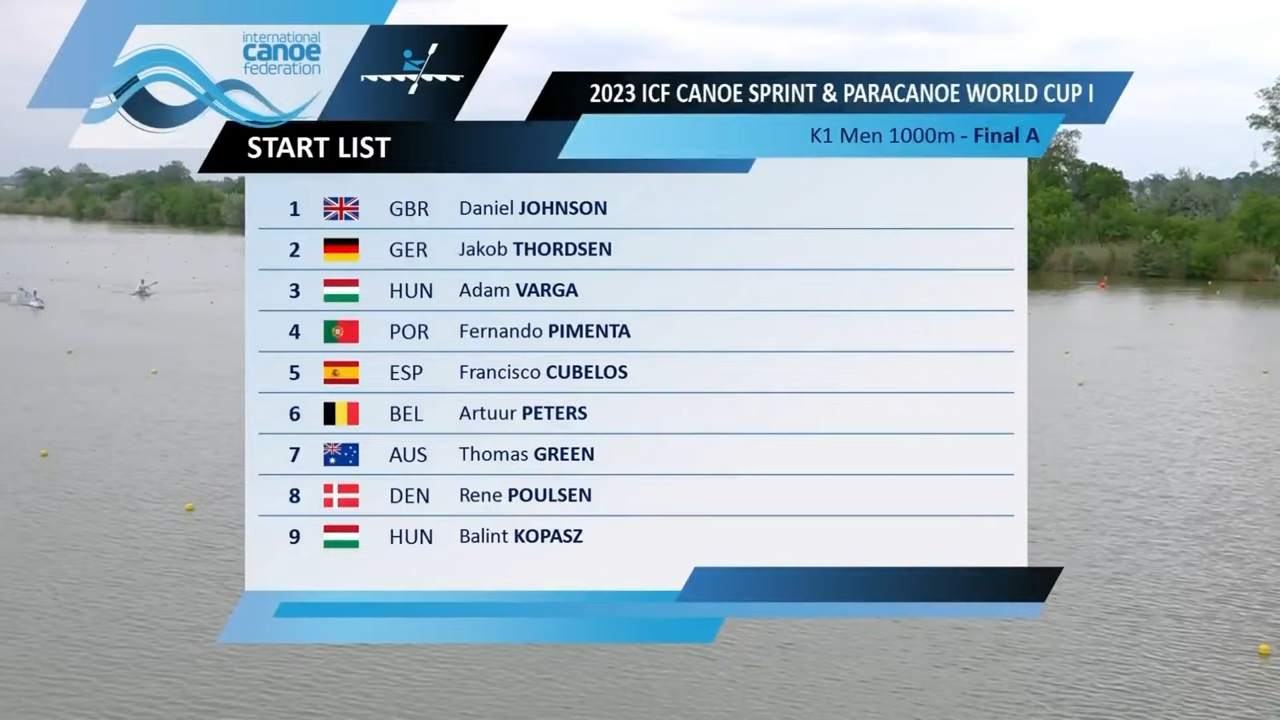 international
canoe
federation
2023 ICF CANOE SPRINT & PARACANOE WORLD CUP I
K1 Men 1000m - Final A
START LIST
1 GBR Daniel JOHNSON
2 GER Jakob THORDSEN
3 HUN Adam VARGA
4 POR Fernando PIMENTA
5 ESP Francisco CUBELOS
6 BEL Artuur PETERS
7 AUS Thomas GREEN
8 DEN Rene POULSEN
9 HUN Balint KOPASZ